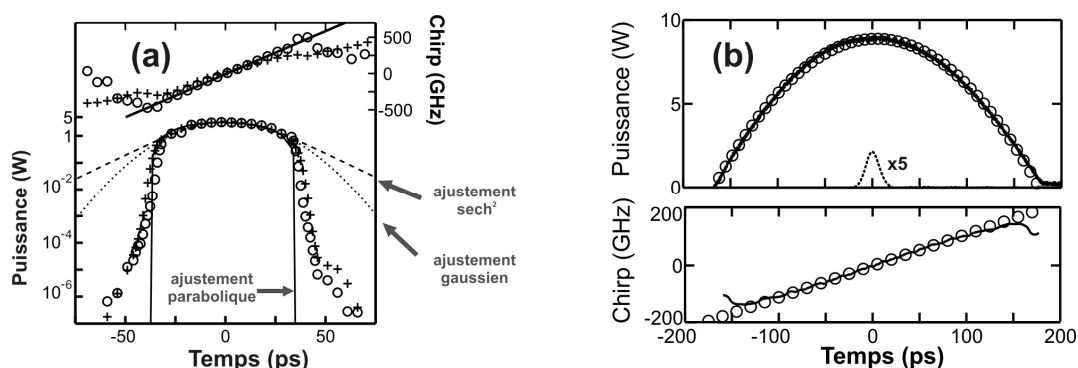 (a)
500
0
-500
Chirp (GHz)
5
1
10-2
10-4
10-6
Puissance (W)
ajustement
sech2
ajustement
gaussien
ajustement
parabolique
-50
0
50
Temps (ps)
(b)
10
5
0
Puissance (W)
x5
200
0
-200
Chirp (GHz)
-200
-100
0
100
200
Temps (ps)